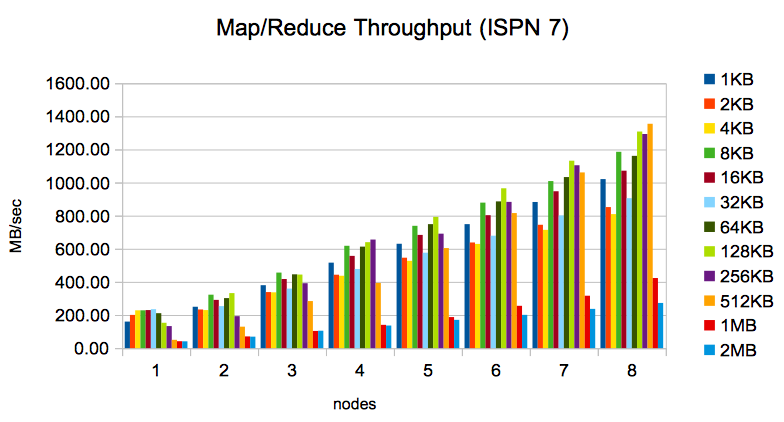 Map/Reduce Throughput (ISPN 7)
1600.00
1400.00
1200.00
1000.00
800.00
600.00
400.00
200.00
0.00
MB/sec
1 2 3 4 5 6 7 8
nodes
1KB
2KB
4KB
8KB
16KB
32KB
64KB
128KB
256KB
512KB
1MB
2MB